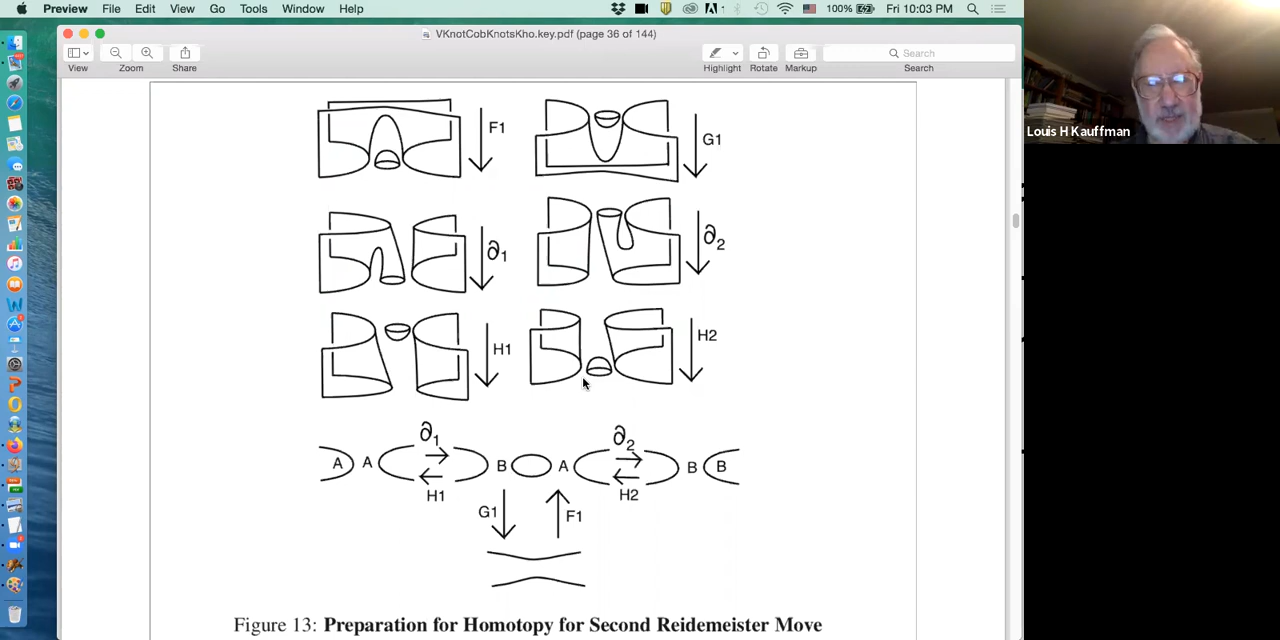 Preview File Edit View Go Tools Window Help 100% Fri 10:03 PM
VKnotCobKnotsKho.key.pdf (page 36 of 144)
View Zoom Share Highlight Rotate Markup Search
Search
Louis H Kauffman
F1 G1
∂1 ∂2
H1 H2
∂1 ∂2
A A B A B B
H1 H2
G1 F1
Figure 13: Preparation for Homotopy for Second Reidemeister Move